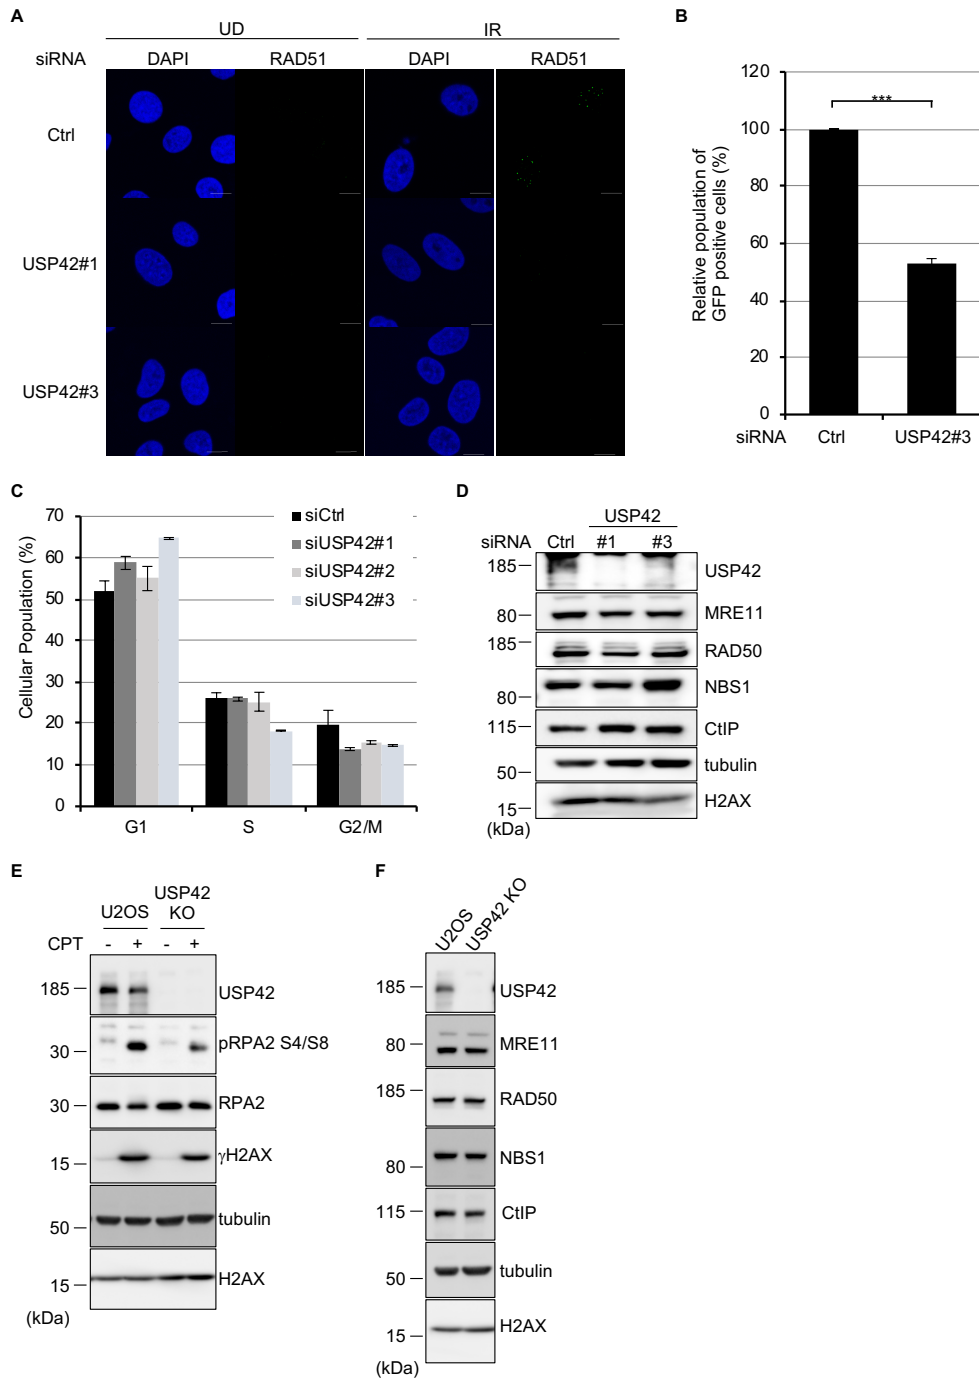 A
UD IR
siRNA DAPI RAD51 DAPI RAD51
Ctrl
USP42#1
USP42#3
B
Relative population of
GFP positive cells (%)
120
100
80
60
40
20
0
***
siRNA Ctrl USP42#3
C
Cellular Population (%)
70
60
50
40
30
20
10
0
siCtrl
siUSP42#1
siUSP42#2
siUSP42#3
G1 S G2/M
D
USP42
siRNA Ctrl #1 #3
185 USP42
80 MRE11
185 RAD50
80 NBS1
115 CtIP
50 tubulin
15 H2AX
(kDa)
E
U2OS USP42 KO
CPT - + - +
185 USP42
30 pRPA2 S4/S8
30 RPA2
15 γH2AX
50 tubulin
15 H2AX
(kDa)
F
U2OS USP42 KO
185 USP42
80 MRE11
185 RAD50
80 NBS1
115 CtIP
50 tubulin
15 H2AX
(kDa)